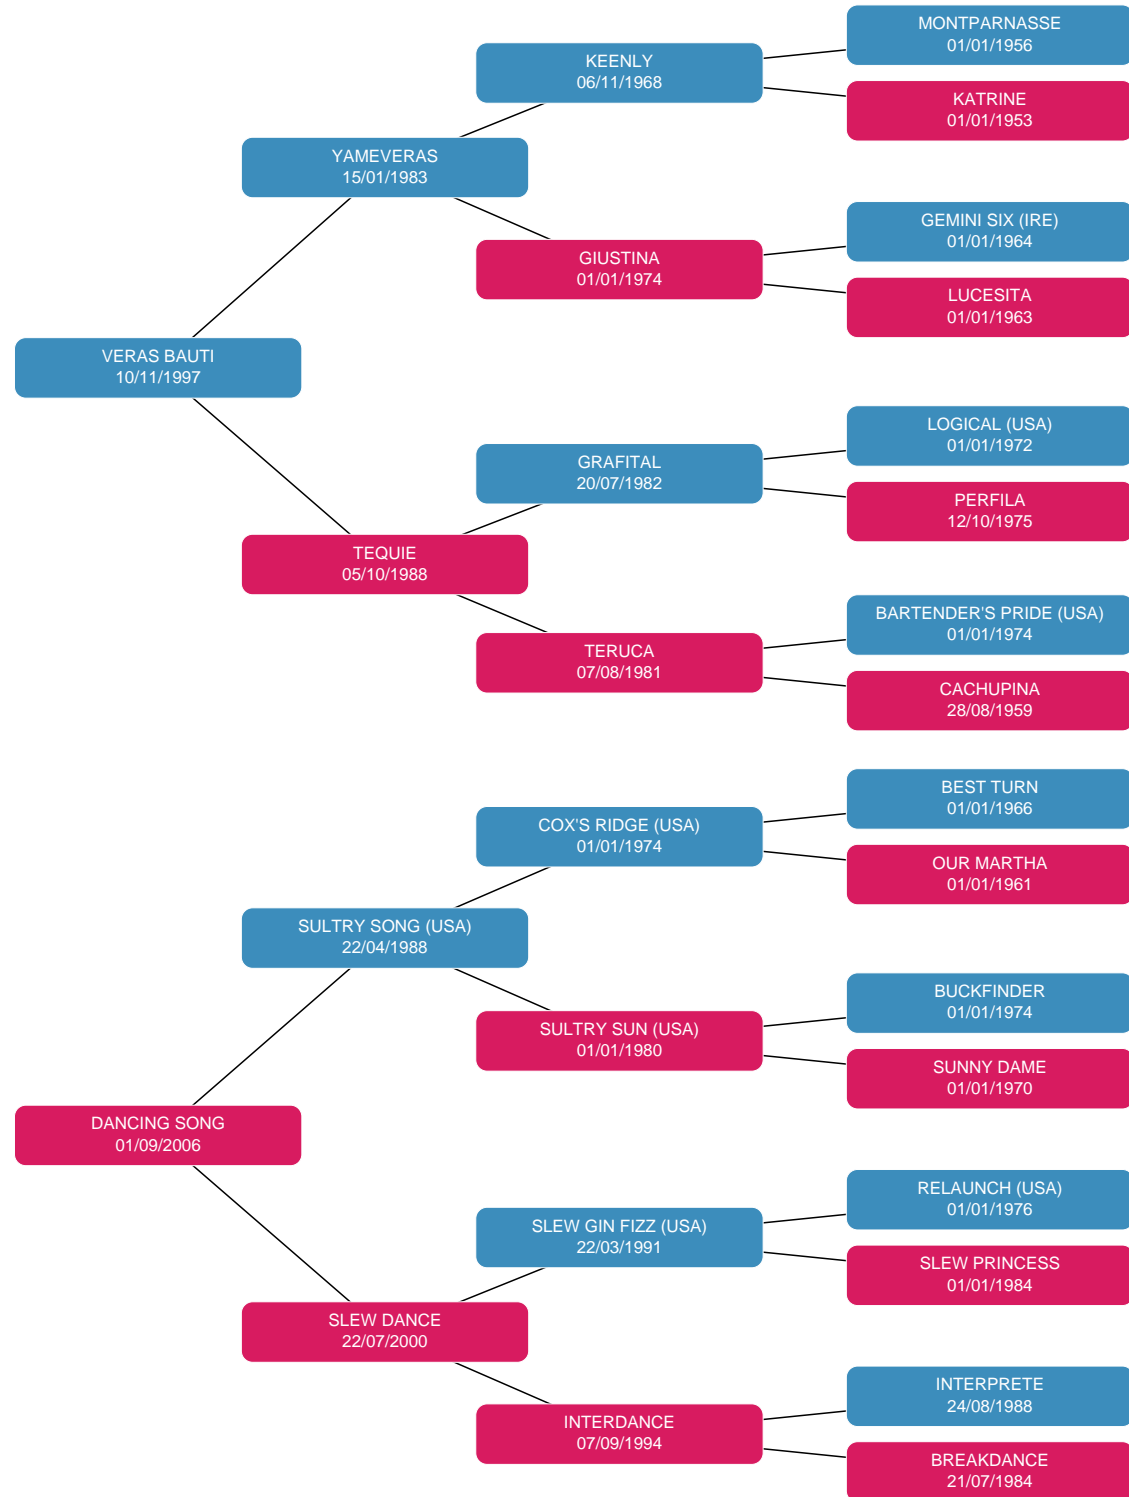 MONTPARNASSE
01/01/1956
KEENLY
06/11/1968
KATRINE
01/01/1953
YAMEVERAS
15/01/1983
GEMINI SIX (IRE)
01/01/1964
GIUSTINA
01/01/1974
LUCESITA
01/01/1963
VERAS BAUTI
10/11/1997
LOGICAL (USA)
01/01/1972
GRAFITAL
20/07/1982
PERFILA
12/10/1975
TEQUIE
05/10/1988
BARTENDER'S PRIDE (USA)
01/01/1974
TERUCA
07/08/1981
CACHUPINA
28/08/1959
BEST TURN
01/01/1966
COX'S RIDGE (USA)
01/01/1974
OUR MARTHA
01/01/1961
SULTRY SONG (USA)
22/04/1988
BUCKFINDER
01/01/1974
SULTRY SUN (USA)
01/01/1980
SUNNY DAME
01/01/1970
DANCING SONG
01/09/2006
RELAUNCH (USA)
01/01/1976
SLEW GIN FIZZ (USA)
22/03/1991
SLEW PRINCESS
01/01/1984
SLEW DANCE
22/07/2000
INTERPRETE
24/08/1988
INTERDANCE
07/09/1994
BREAKDANCE
21/07/1984